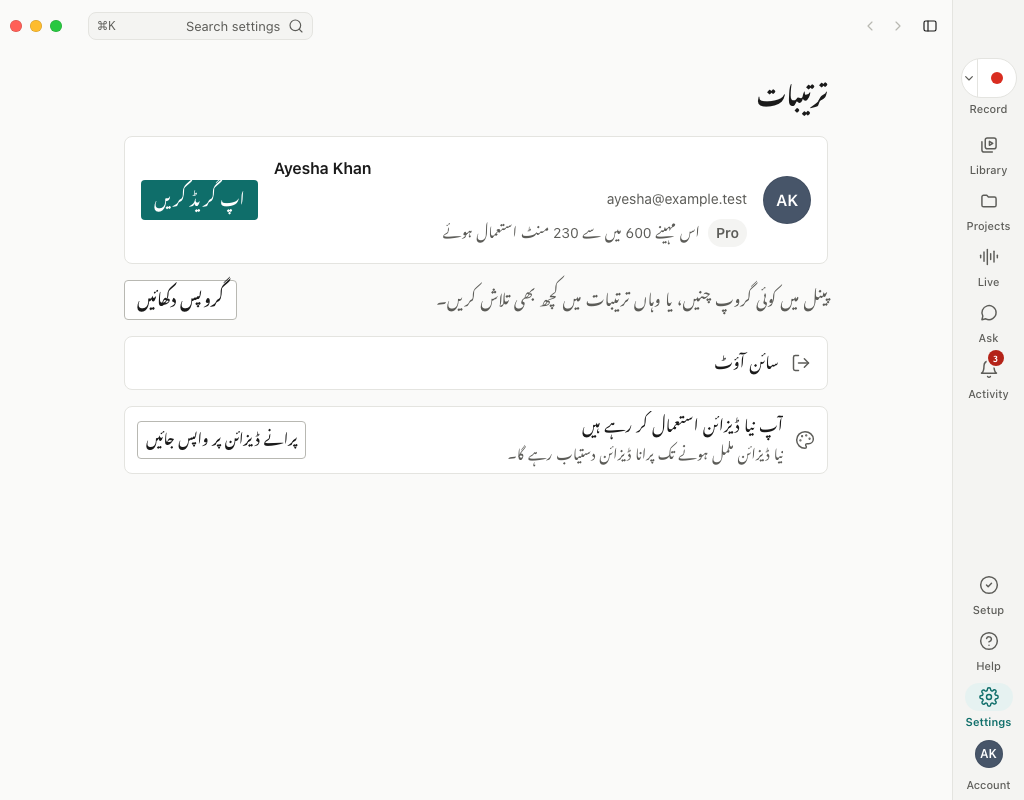 ⌘K
Search settings
ترتیبات
Ayesha Khan
ayesha@example.test
Pro
اس مہینے 600 میں سے 230 منٹ استعمال ہوئے
اپ گریڈ کریں
AK
پینل میں کوئی گروپ چنیں، یا وہاں ترتیبات میں کچھ بھی تلاش کریں۔
گروپس دکھائیں
سائن آؤٹ
آپ نیا ڈیزائن استعمال کر رہے ہیں
نیا ڈیزائن مکمل ہونے تک پرانا ڈیزائن دستیاب رہے گا۔
پرانے ڈیزائن پر واپس جائیں
Record
Library
Projects
Live
Ask
3
Activity
Setup
Help
Settings
AK
Account